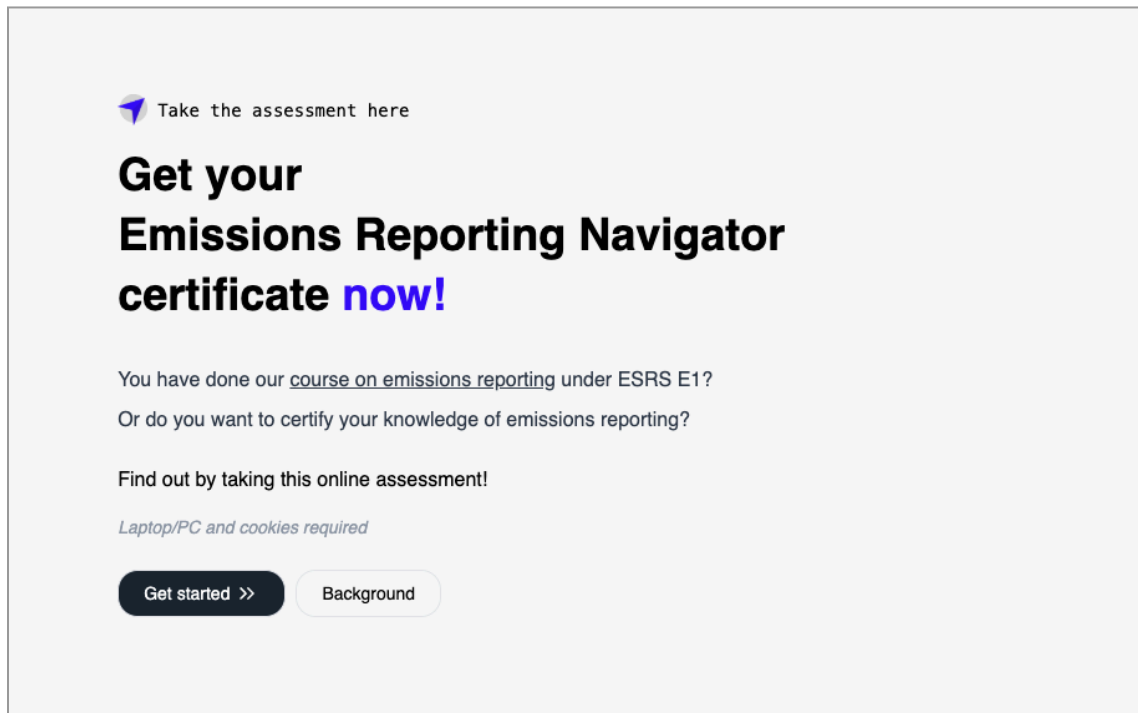 Take the assessment here
Get your
Emissions Reporting Navigator
certificate now!
You have done our course on emissions reporting under ESRS E1?
Or do you want to certify your knowledge of emissions reporting?
Find out by taking this online assessment!
Laptop/PC and cookies required
Get started »
Background